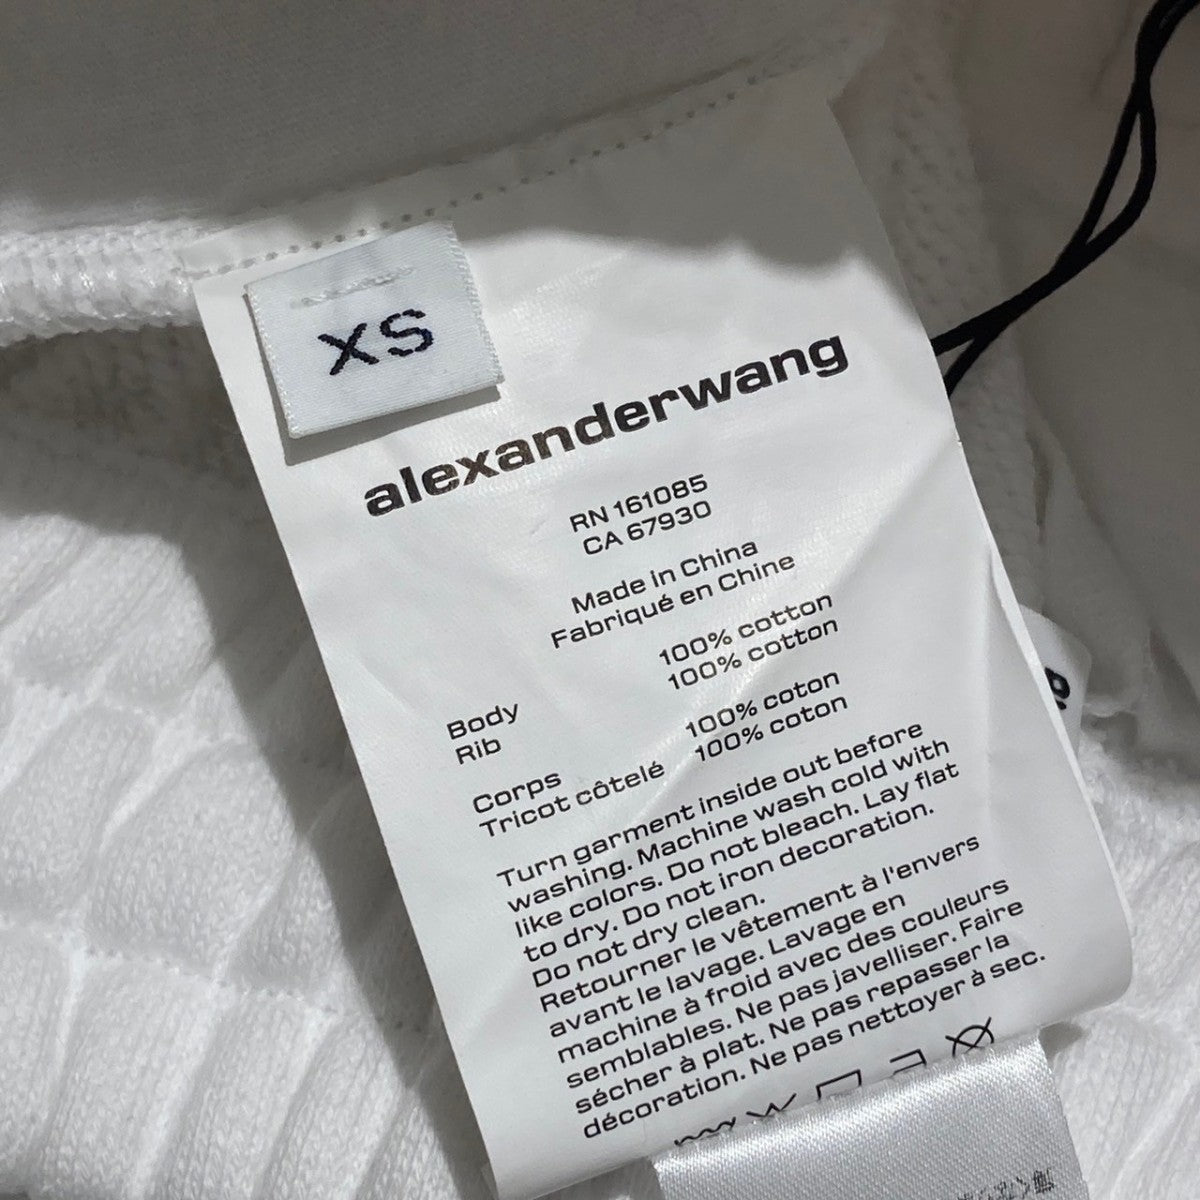 XS
alexanderwang
RN 161085
CA 67930
Made in China
Fabriqué en Chine
100% cotton
100% cotton
Body
Rib
100% coton
100% coton
Corps
Tricot côtelé
Turn garment inside out before
washing. Machine wash cold with
like colors. Do not bleach. Lay flat
to dry. Do not iron decoration.
Do not dry clean.
Retourner le vêtement à l'envers
avant le lavage. Lavage en
machine à froid avec des couleurs
semblables. Ne pas javelliser. Faire
sécher à plat. Ne pas repasser la
décoration. Ne pas nettoyer à sec.